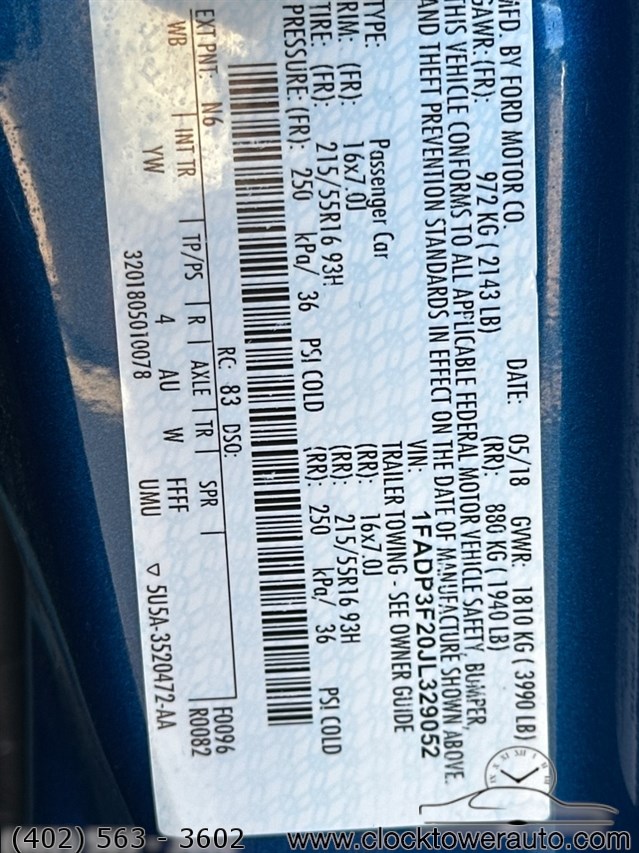 MFD. BY FORD MOTOR CO. DATE: 05/18 GVWR: 1810 KG ( 3990 LB)
GAWR: (FR): 972 KG ( 2143 LB) (RR): 880 KG ( 1940 LB)
THIS VEHICLE CONFORMS TO ALL APPLICABLE FEDERAL MOTOR VEHICLE SAFETY, BUMPER,
AND THEFT PREVENTION STANDARDS IN EFFECT ON THE DATE OF MANUFACTURE SHOWN ABOVE.
VIN: 1FADP3F20JL329052
TYPE: Passenger Car TRAILER TOWING - SEE OWNER GUIDE
RIM: (FR): 16x7.0J (RR): 16x7.0J
TIRE: (FR): 215/55R16 93H (RR): 215/55R16 93H
PRESSURE: (FR): 250 kPa/ 36 PSI COLD (RR): 250 kPa/ 36 PSI COLD
F0096
EXT PNT: N6 RC: 83 DSO: R0082
WB INT TR TP/PS R AXLE TR SPR
YW 4 AU W FFFF UMU ▽ 5U5A-3520472-AA
3201805010078
XII
(402) 563 - 3602 www.clocktowerauto.com